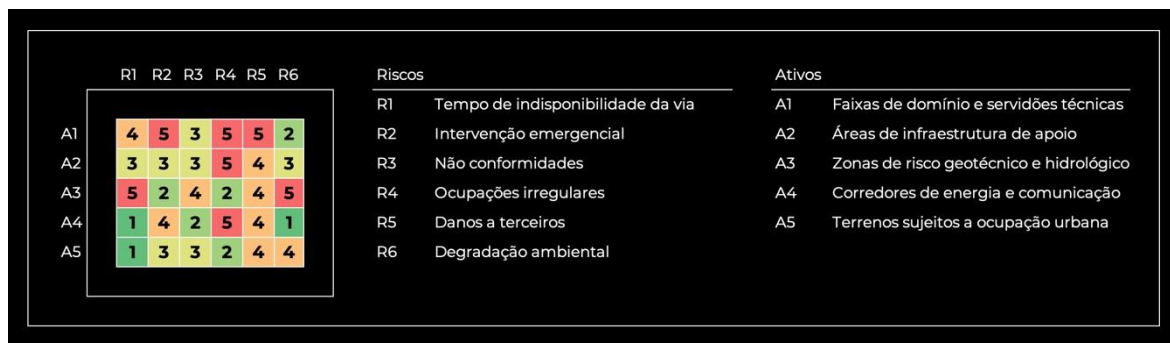 R1 R2 R3 R4 R5 R6
A1 4 5 3 5 5 2
A2 3 3 3 5 4 3
A3 5 2 4 2 4 5
A4 1 4 2 5 4 1
A5 1 3 3 2 4 4
Riscos
R1 Tempo de indisponibilidade da via
R2 Intervenção emergencial
R3 Não conformidades
R4 Ocupações irregulares
R5 Danos a terceiros
R6 Degradação ambiental
Ativos
A1 Faixas de domínio e servidões técnicas
A2 Áreas de infraestrutura de apoio
A3 Zonas de risco geotécnico e hidrológico
A4 Corredores de energia e comunicação
A5 Terrenos sujeitos a ocupação urbana